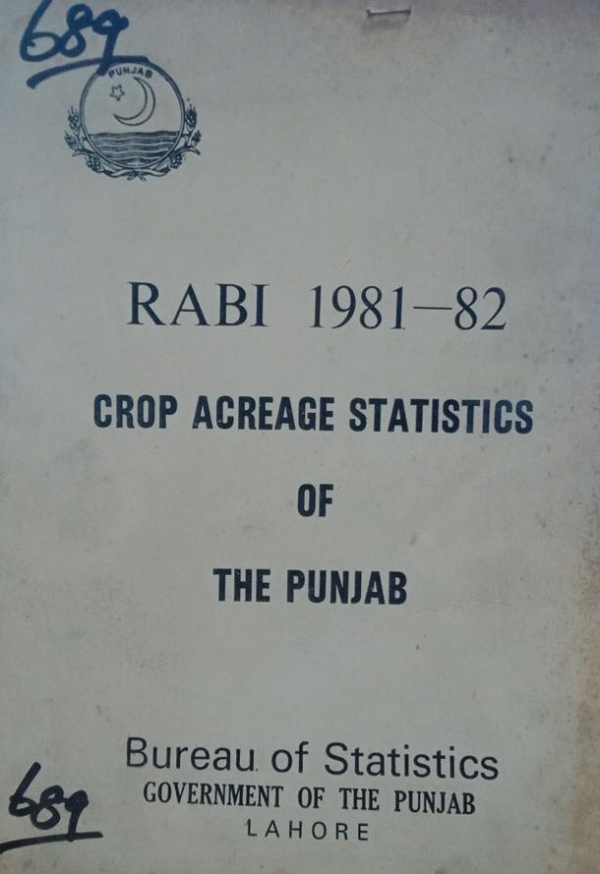 689
PUNJAB
RABI 1981—82
CROP ACREAGE STATISTICS
OF
THE PUNJAB
Bureau of Statistics
GOVERNMENT OF THE PUNJAB
LAHORE
689